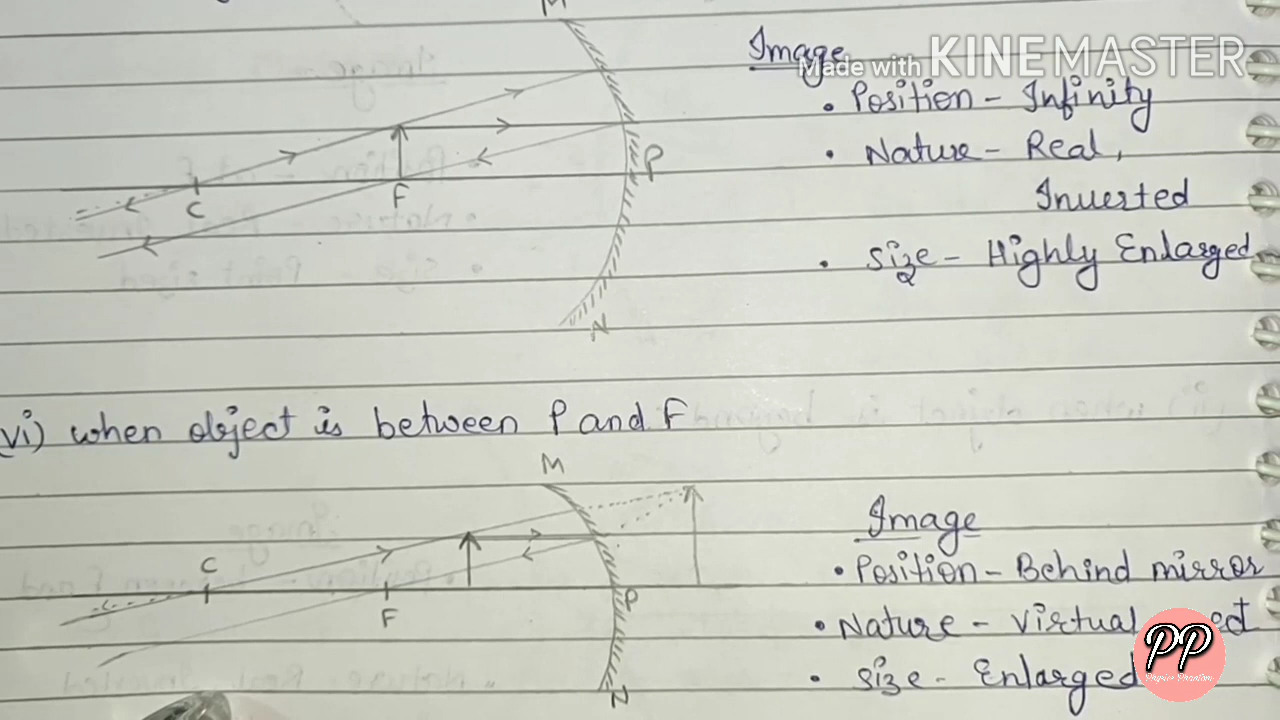 M
Image
Made with KINEMASTER
• Position - Infinity
• Nature - Real,
P
C
F
Inverted
• Size - Highly Enlarged
N
(vi) when object is between P and F
M
Image
C
• Position - Behind mirror
F
P
• Nature - Virtual
• Size - Enlarged
PP
N